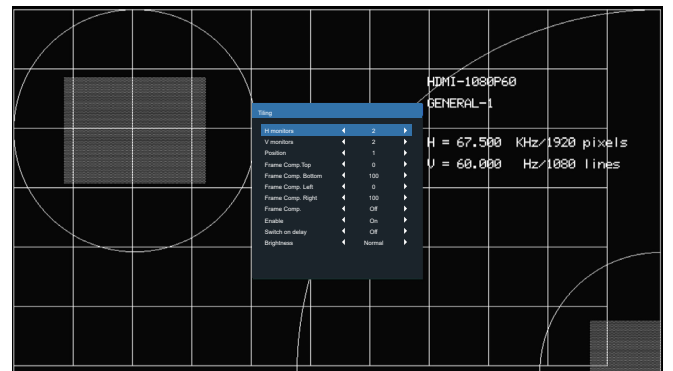 HDMI-1080P60
GENERAL-1
H = 67.500 KHz/1920 pixels
V = 60.000 Hz/1080 lines
Tiling
H monitors 2
V monitors 2
Position 1
Frame Comp.Top 0
Frame Comp. Bottom 100
Frame Comp. Left 0
Frame Comp. Right 100
Frame Comp. Off
Enable On
Switch on delay Off
Brightness Normal